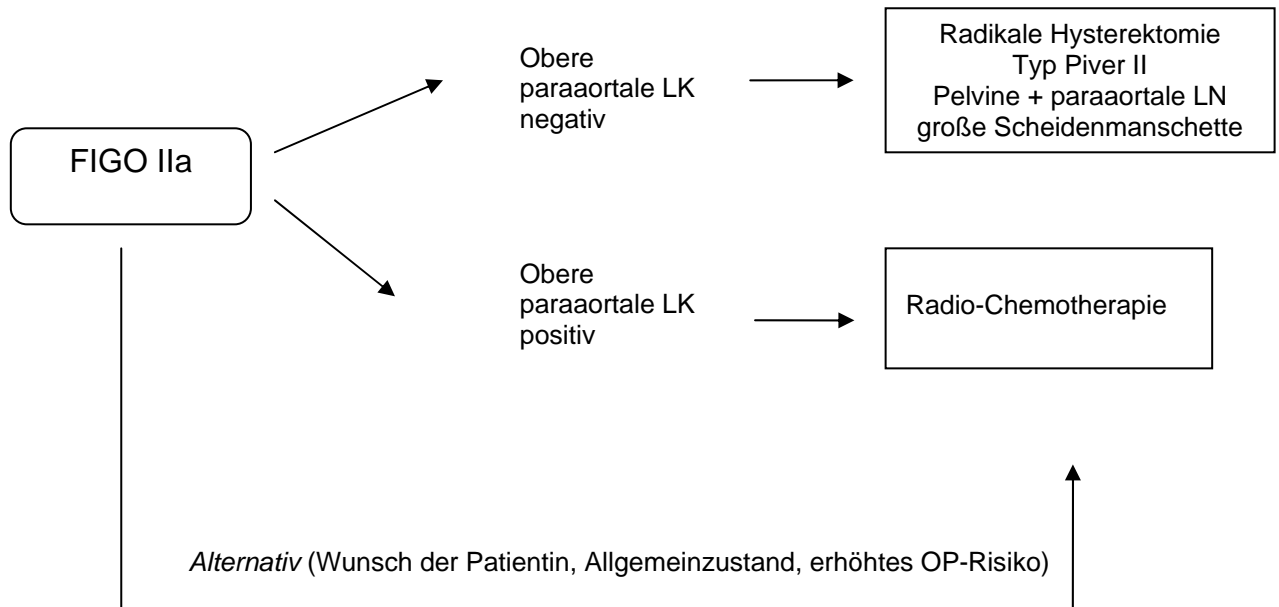 FIGO IIa
Obere
paraaortale LK
negativ
Radikale Hysterektomie
Typ Piver II
Pelvine + paraaortale LN
große Scheidenmanschette
Obere
paraaortale LK
positiv
Radio-Chemotherapie
Alternativ (Wunsch der Patientin, Allgemeinzustand, erhöhtes OP-Risiko)